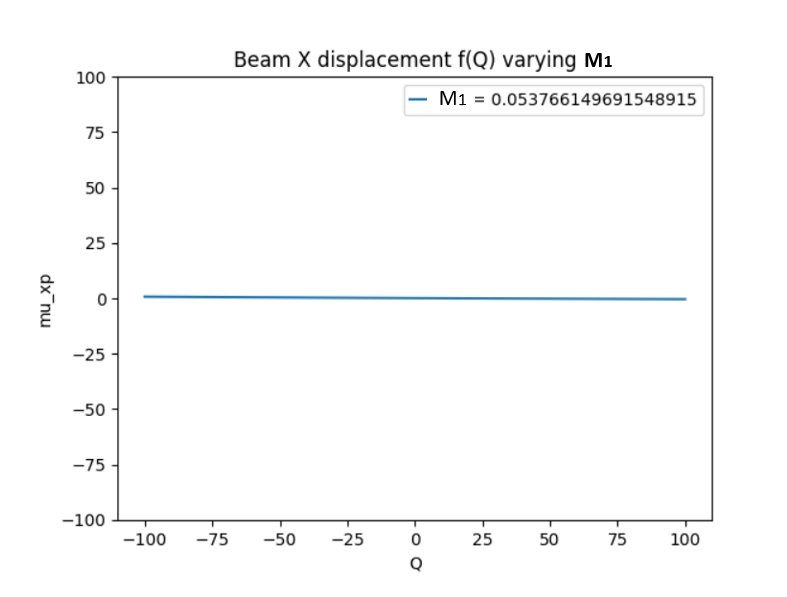 Beam X displacement f(Q) varying M1
M1 = 0.053766149691548915
100
75
50
25
0
−25
−50
−75
−100
mu_xp
−100 −75 −50 −25 0 25 50 75 100
Q